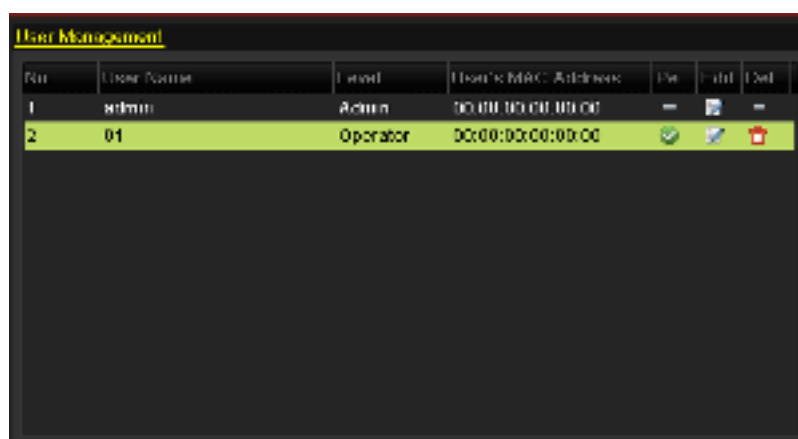 User Management
No User Name Level User's MAC Address Pe Edit Del
1 admin Admin 00:00:00:00:00:00
2 01 Operator 00:00:00:00:00:00